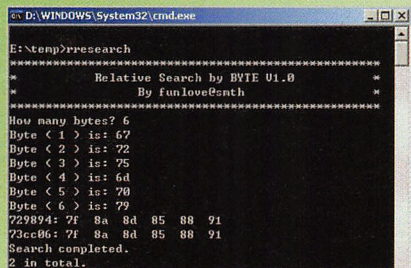 D:\WINDOWS\System32\cmd.exe
E:\temp>rresearch
****************************************************
* Relative Search by BYTE V1.0 *
* By funlove@smth *
****************************************************
How many bytes? 6
Byte ( 1 ) is: 67
Byte ( 2 ) is: 72
Byte ( 3 ) is: 75
Byte ( 4 ) is: 6d
Byte ( 5 ) is: 70
Byte ( 6 ) is: 79
729894: 7f 8a 8d 85 88 91
73cc06: 7f 8a 8d 85 88 91
Search completed.
2 in total.